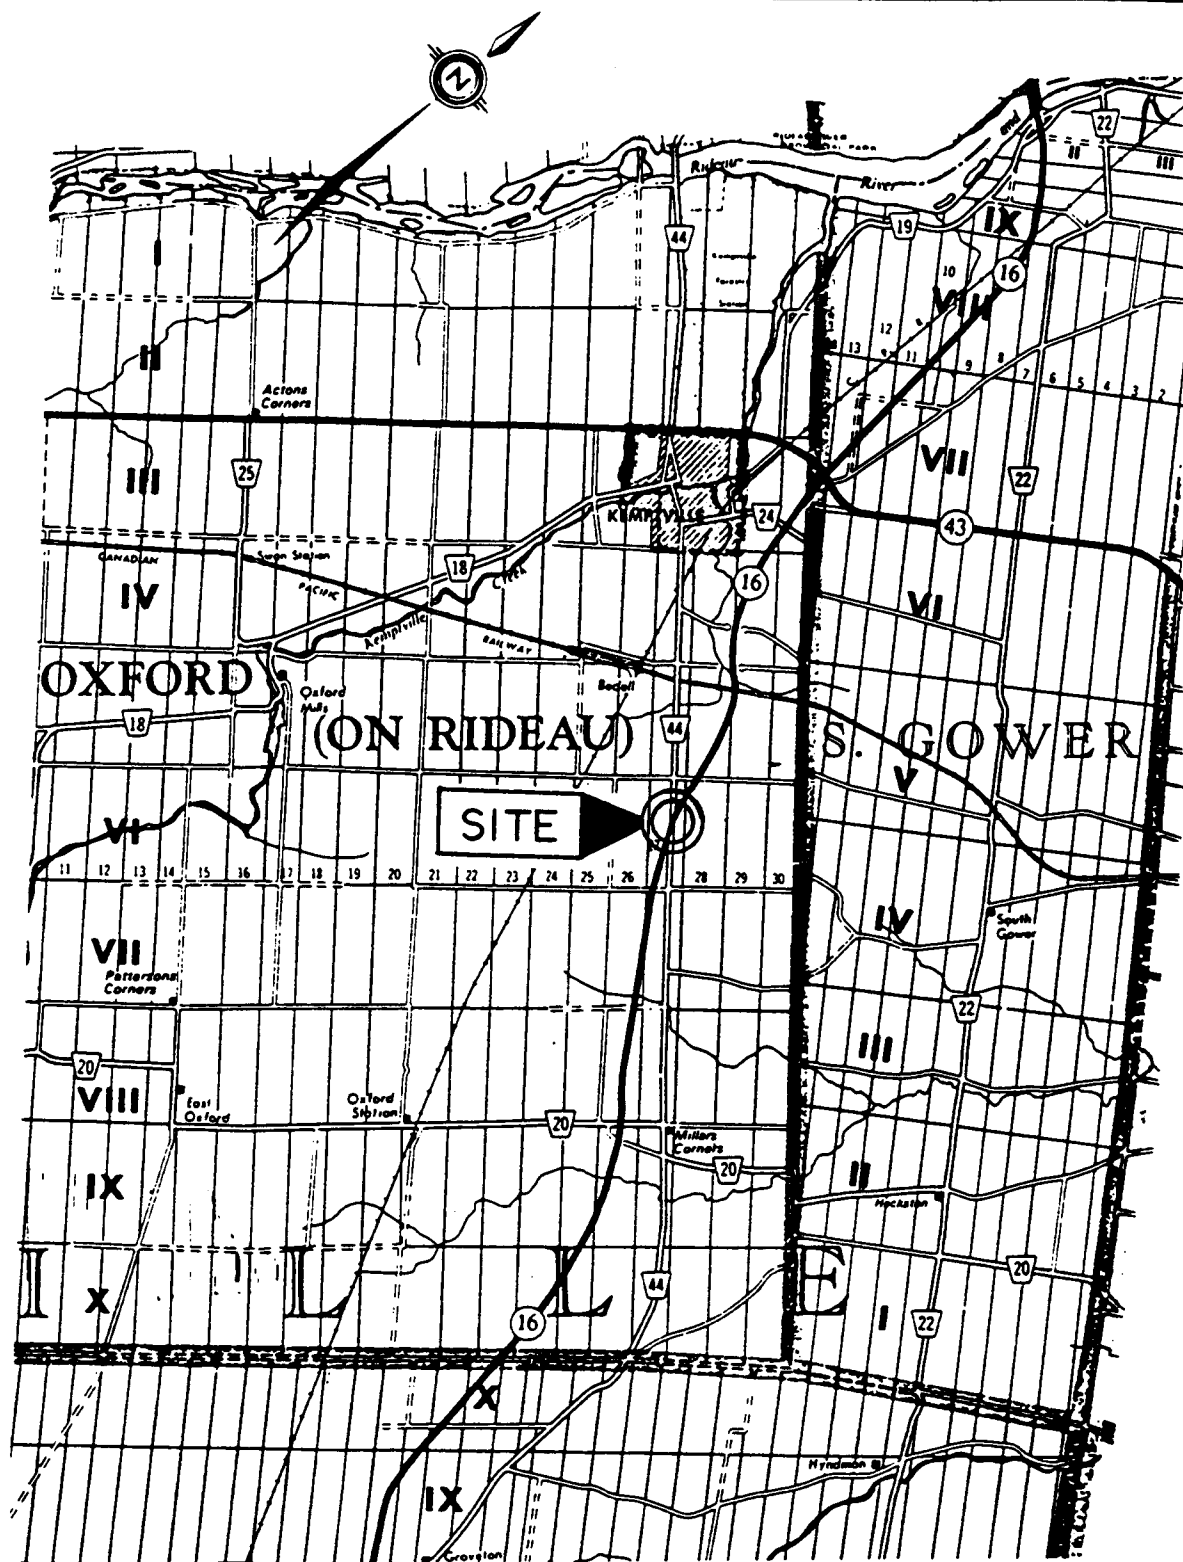 N
and
22
II
III
Rideau
River
44
19
IX
I
16
10
VIII
12
II
13
11
9
8
7
6
5
4
3
2
Actons
Corners
VII
III
25
22
KEMPTVILLE
24
43
Swan Station
CANADIAN
PACIFIC
18
Creek
16
IV
VI
Kemptville
RAILWAY
OXFORD
Oxford
Mills
Bedell
18
(ON RIDEAU)
44
S. GOWER
V
SITE
VI
11 12 13 14 15 16 17 18 19 20 21 22 23 24 25 26 28 29 30
IV
South
Gower
VII
Pattersons
Corners
22
III
20
VIII
East
Oxford
Oxford
Station
20
Millars
Corners
20
IX
II
Heckston
I L L E
20
X
44
16
I
22
X
Hyndman
IX
Groveton